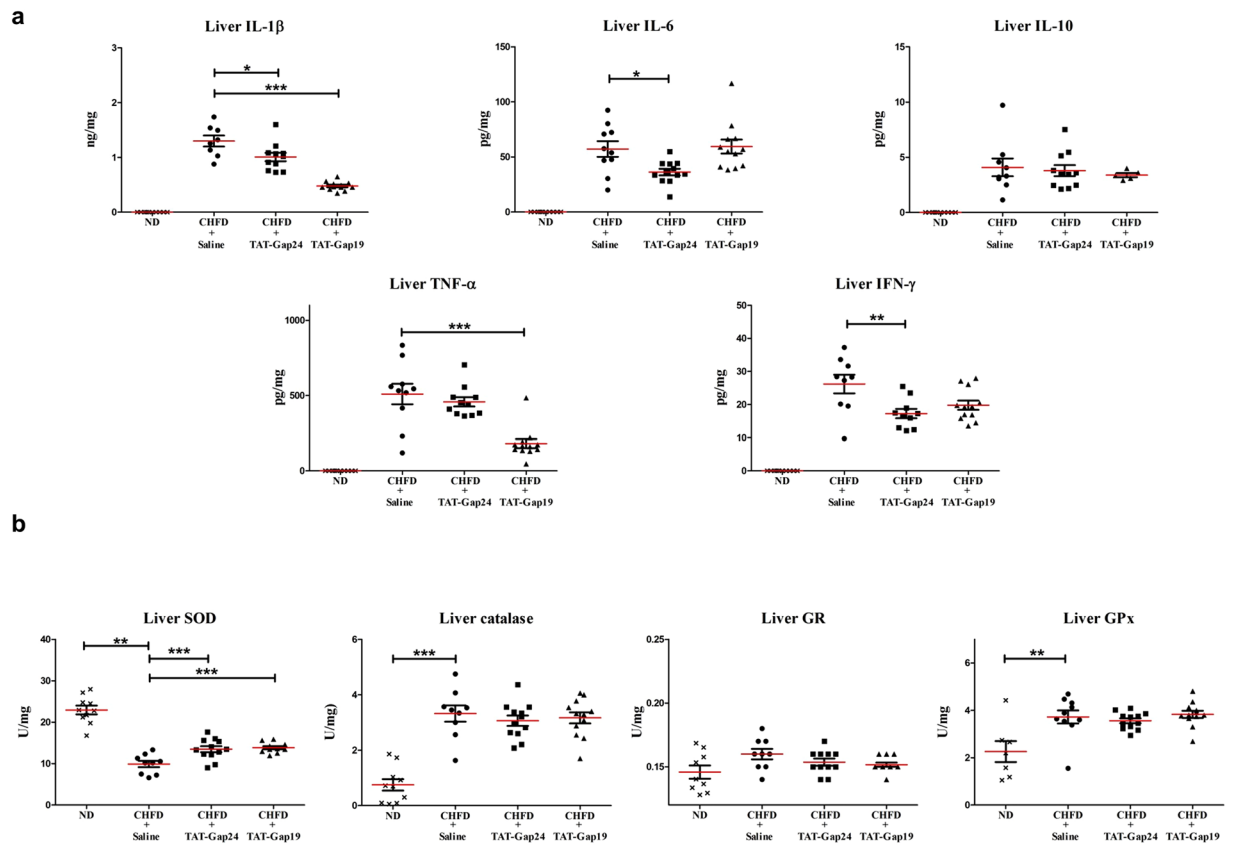 a
Liver IL-1β
3
2
1
0
ng/mg
*
***
ND
CHFD + Saline
CHFD + TAT-Gap24
CHFD + TAT-Gap19
Liver IL-6
150
100
50
0
pg/mg
*
ND
CHFD + Saline
CHFD + TAT-Gap24
CHFD + TAT-Gap19
Liver IL-10
15
10
5
0
pg/mg
ND
CHFD + Saline
CHFD + TAT-Gap24
CHFD + TAT-Gap19
Liver TNF-α
1000
500
0
pg/mg
***
ND
CHFD + Saline
CHFD + TAT-Gap24
CHFD + TAT-Gap19
Liver IFN-γ
50
40
30
20
10
0
pg/mg
**
ND
CHFD + Saline
CHFD + TAT-Gap24
CHFD + TAT-Gap19
b
Liver SOD
40
30
20
10
0
U/mg
**
***
***
ND
CHFD + Saline
CHFD + TAT-Gap24
CHFD + TAT-Gap19
Liver catalase
6
4
2
0
U/mg)
***
ND
CHFD + Saline
CHFD + TAT-Gap24
CHFD + TAT-Gap19
Liver GR
0.25
0.20
0.15
U/mg
ND
CHFD + Saline
CHFD + TAT-Gap24
CHFD + TAT-Gap19
Liver GPx
6
4
2
0
U/mg
**
ND
CHFD + Saline
CHFD + TAT-Gap24
CHFD + TAT-Gap19